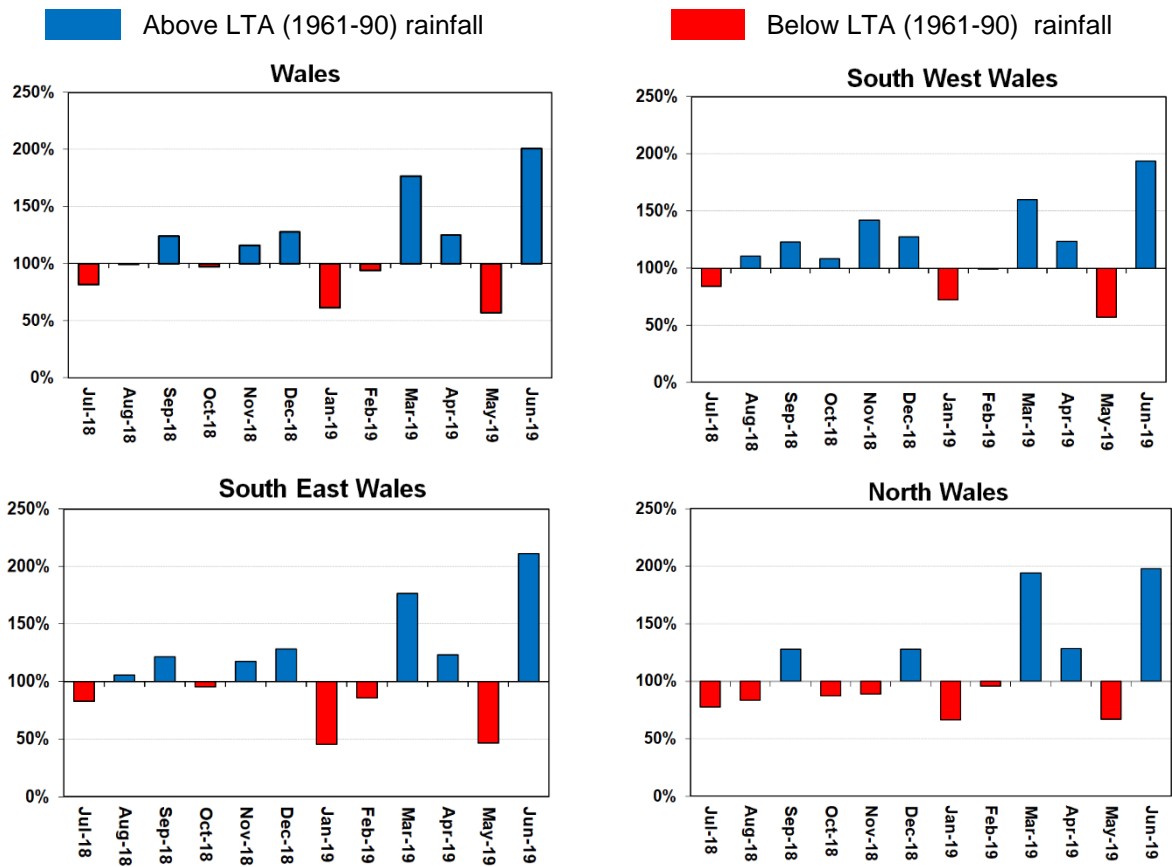 Above LTA (1961-90) rainfall
Below LTA (1961-90) rainfall
Wales
250%
200%
150%
100%
50%
0%
Jul-18
Aug-18
Sep-18
Oct-18
Nov-18
Dec-18
Jan-19
Feb-19
Mar-19
Apr-19
May-19
Jun-19
South West Wales
250%
200%
150%
100%
50%
0%
Jul-18
Aug-18
Sep-18
Oct-18
Nov-18
Dec-18
Jan-19
Feb-19
Mar-19
Apr-19
May-19
Jun-19
South East Wales
250%
200%
150%
100%
50%
0%
Jul-18
Aug-18
Sep-18
Oct-18
Nov-18
Dec-18
Jan-19
Feb-19
Mar-19
Apr-19
May-19
Jun-19
North Wales
250%
200%
150%
100%
50%
0%
Jul-18
Aug-18
Sep-18
Oct-18
Nov-18
Dec-18
Jan-19
Feb-19
Mar-19
Apr-19
May-19
Jun-19